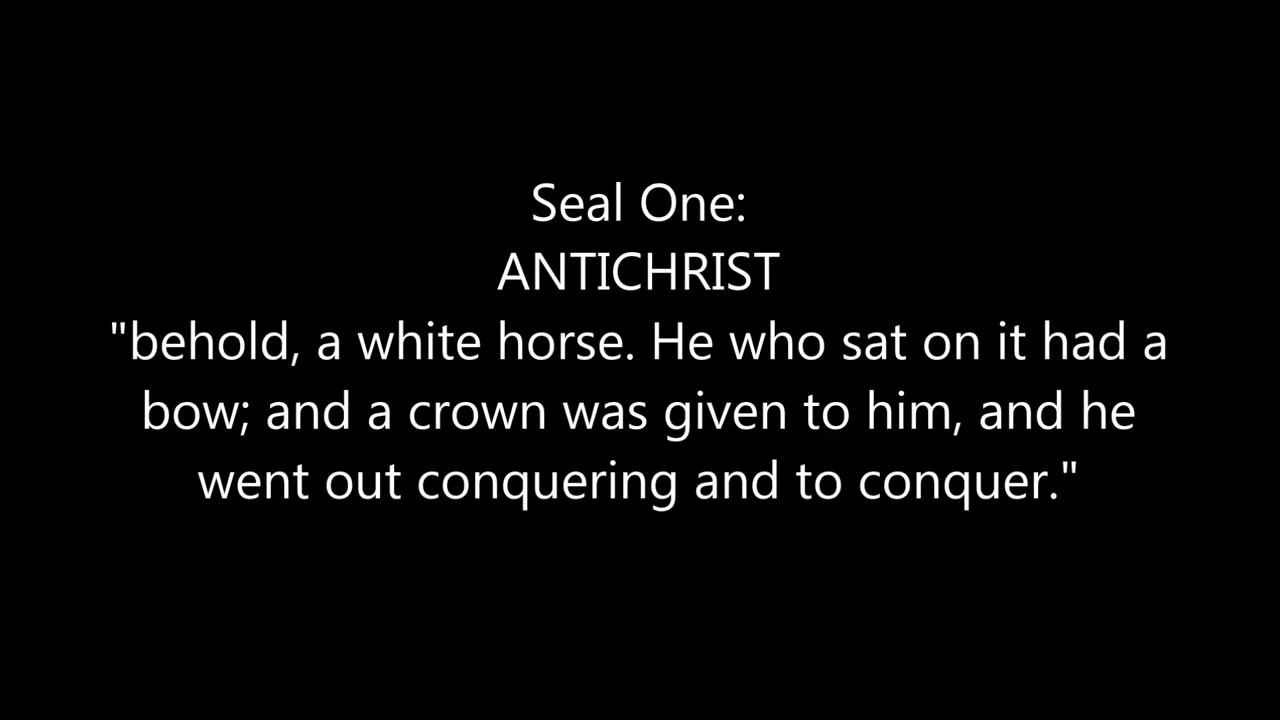 Seal One:
ANTICHRIST
"behold, a white horse. He who sat on it had a
bow; and a crown was given to him, and he
went out conquering and to conquer."